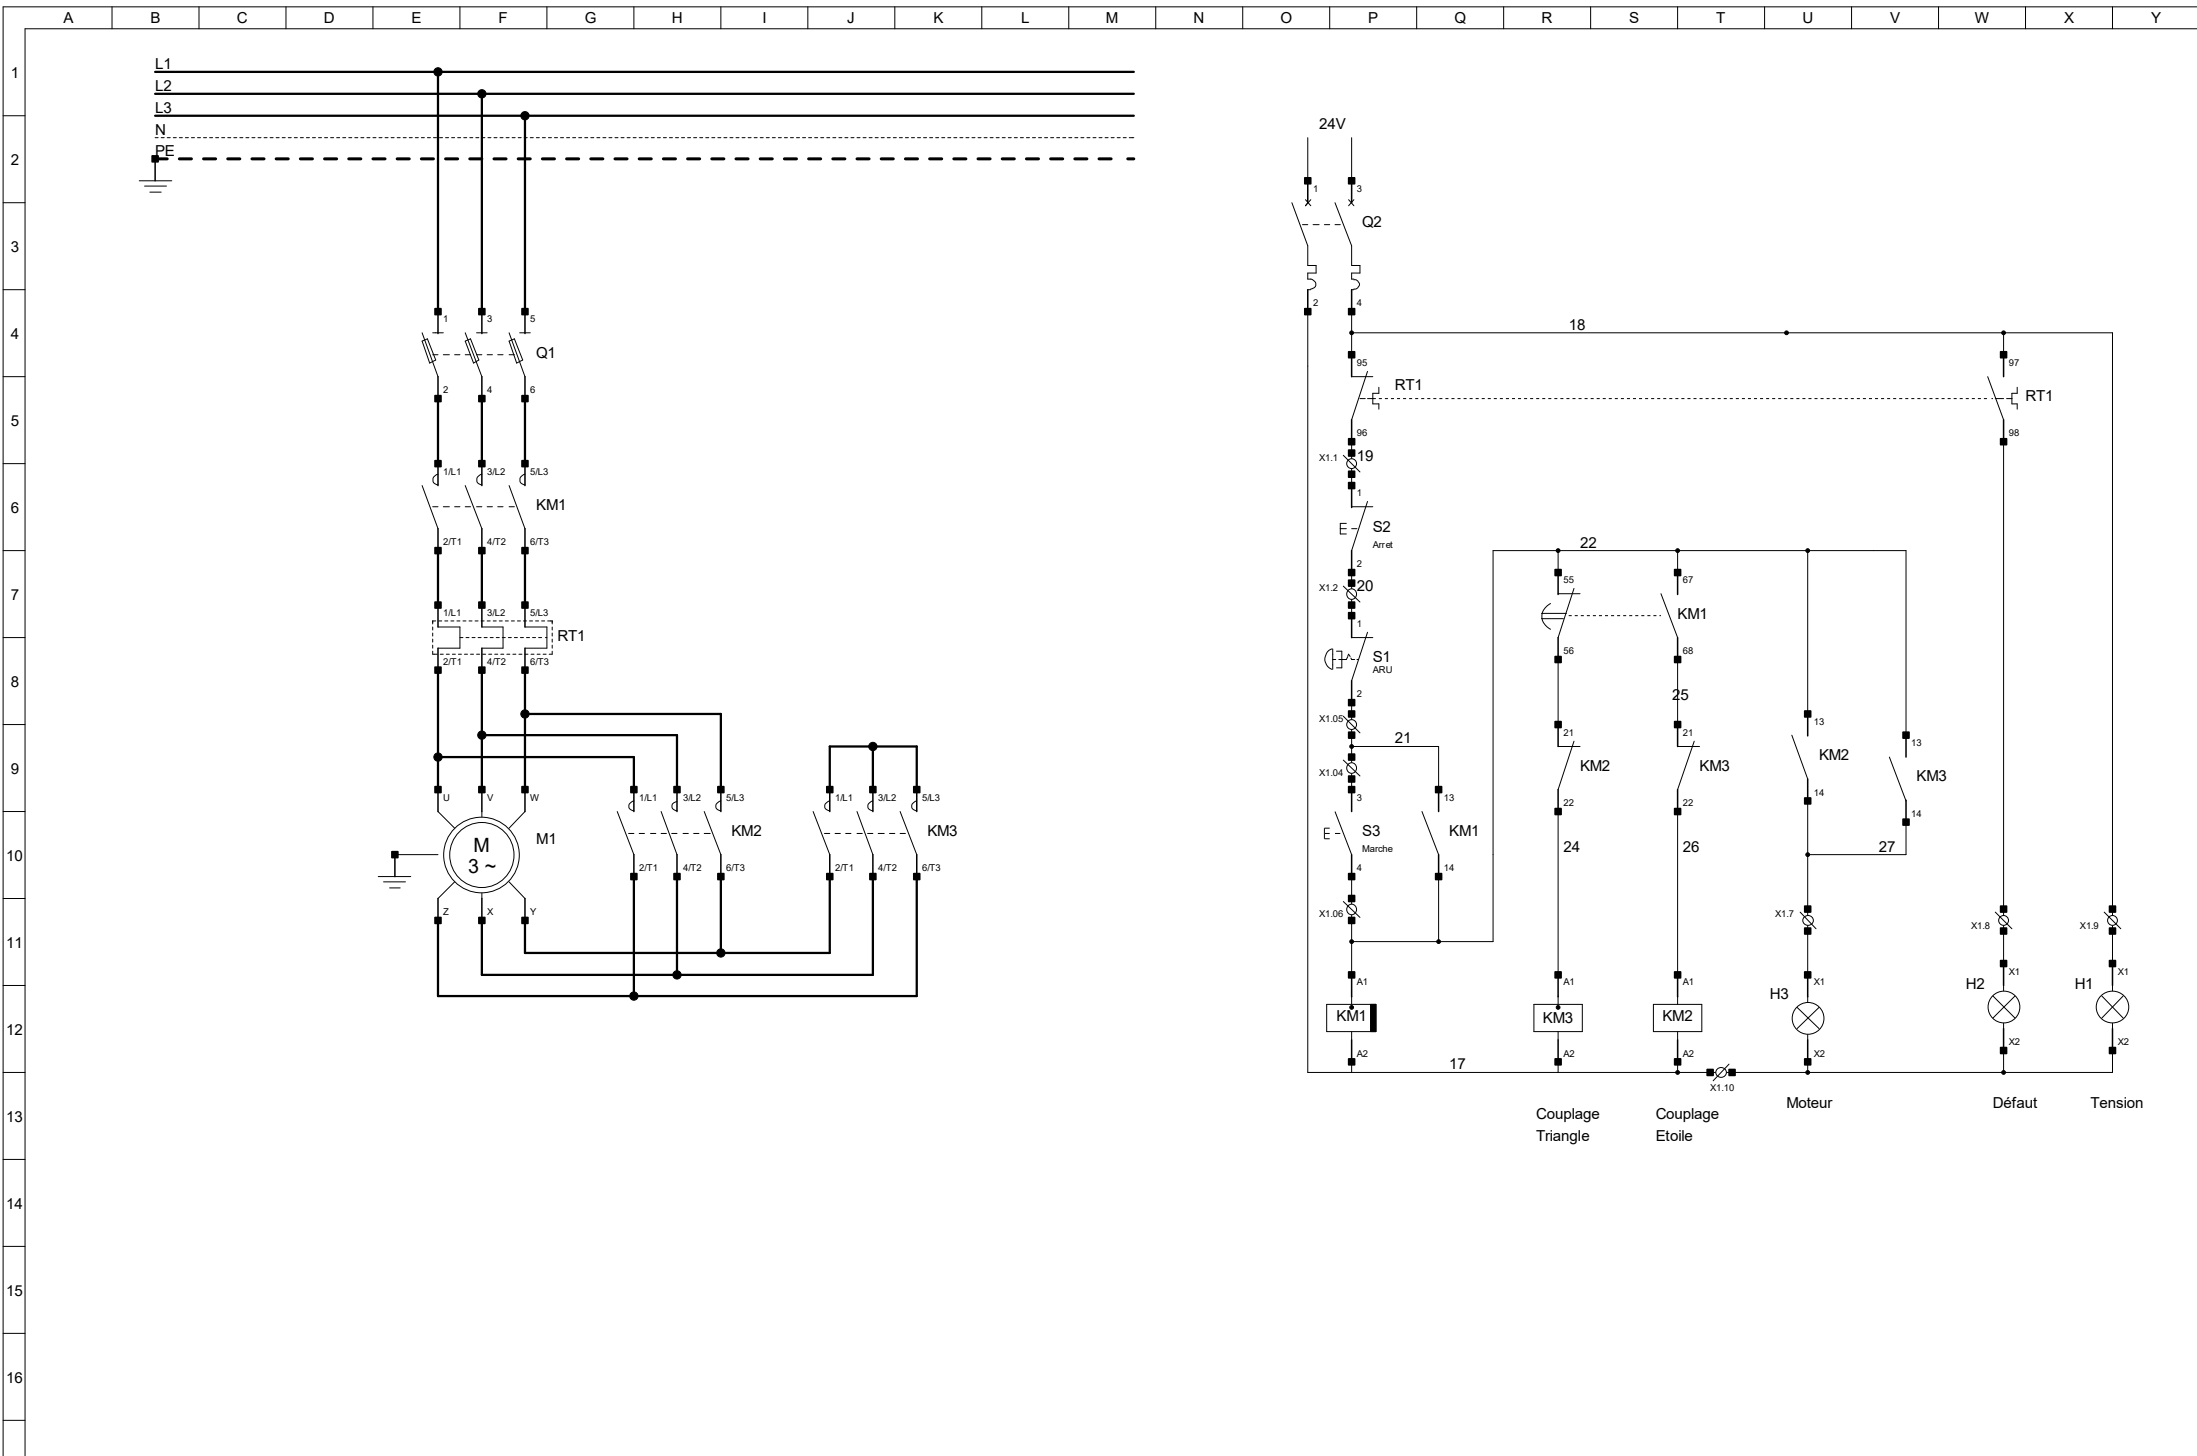 A B C D E F G H I J K L M N O P Q R S T U V W X Y
1
L1
L2
L3
N
24V
2
PE
1 3
3
Q2
2 4
4
1 3 5
18
Q1
95 97
2 4 6
RT1 RT1
5
96 98
X1.1 19
1/L1 3/L2 5/L3
1
6
KM1
E S2
Arret
2/T1 4/T2 6/T3
22
2
7
X1.2 20
55 67
1/L1 3/L2 5/L3
KM1
1
RT1
56 68
2/T1 4/T2 6/T3
S1
ARU
8
2
25
X1.05
13
21 21
21
13
9
KM2
X1.04
KM2 KM3
KM3
U V W
1/L1 3/L2 5/L3
1/L1 3/L2 5/L3
3 13
14
22 22
14
M
3 ~
M1
KM2
KM3
E S3
Marche
KM1
10
24 26 27
2/T1 4/T2 6/T3
2/T1 4/T2 6/T3
4 14
Z X Y
X1.06
X1.7
X1.8
X1.9
11
A1 A1 A1 X1 X1 X1
H3 H2 H1
12
KM1 KM3 KM2
A2 A2 A2 X2 X2 X2
17
X1.10
13
Couplage
Triangle
Couplage
Etoile
Moteur
Défaut
Tension
14
15
16